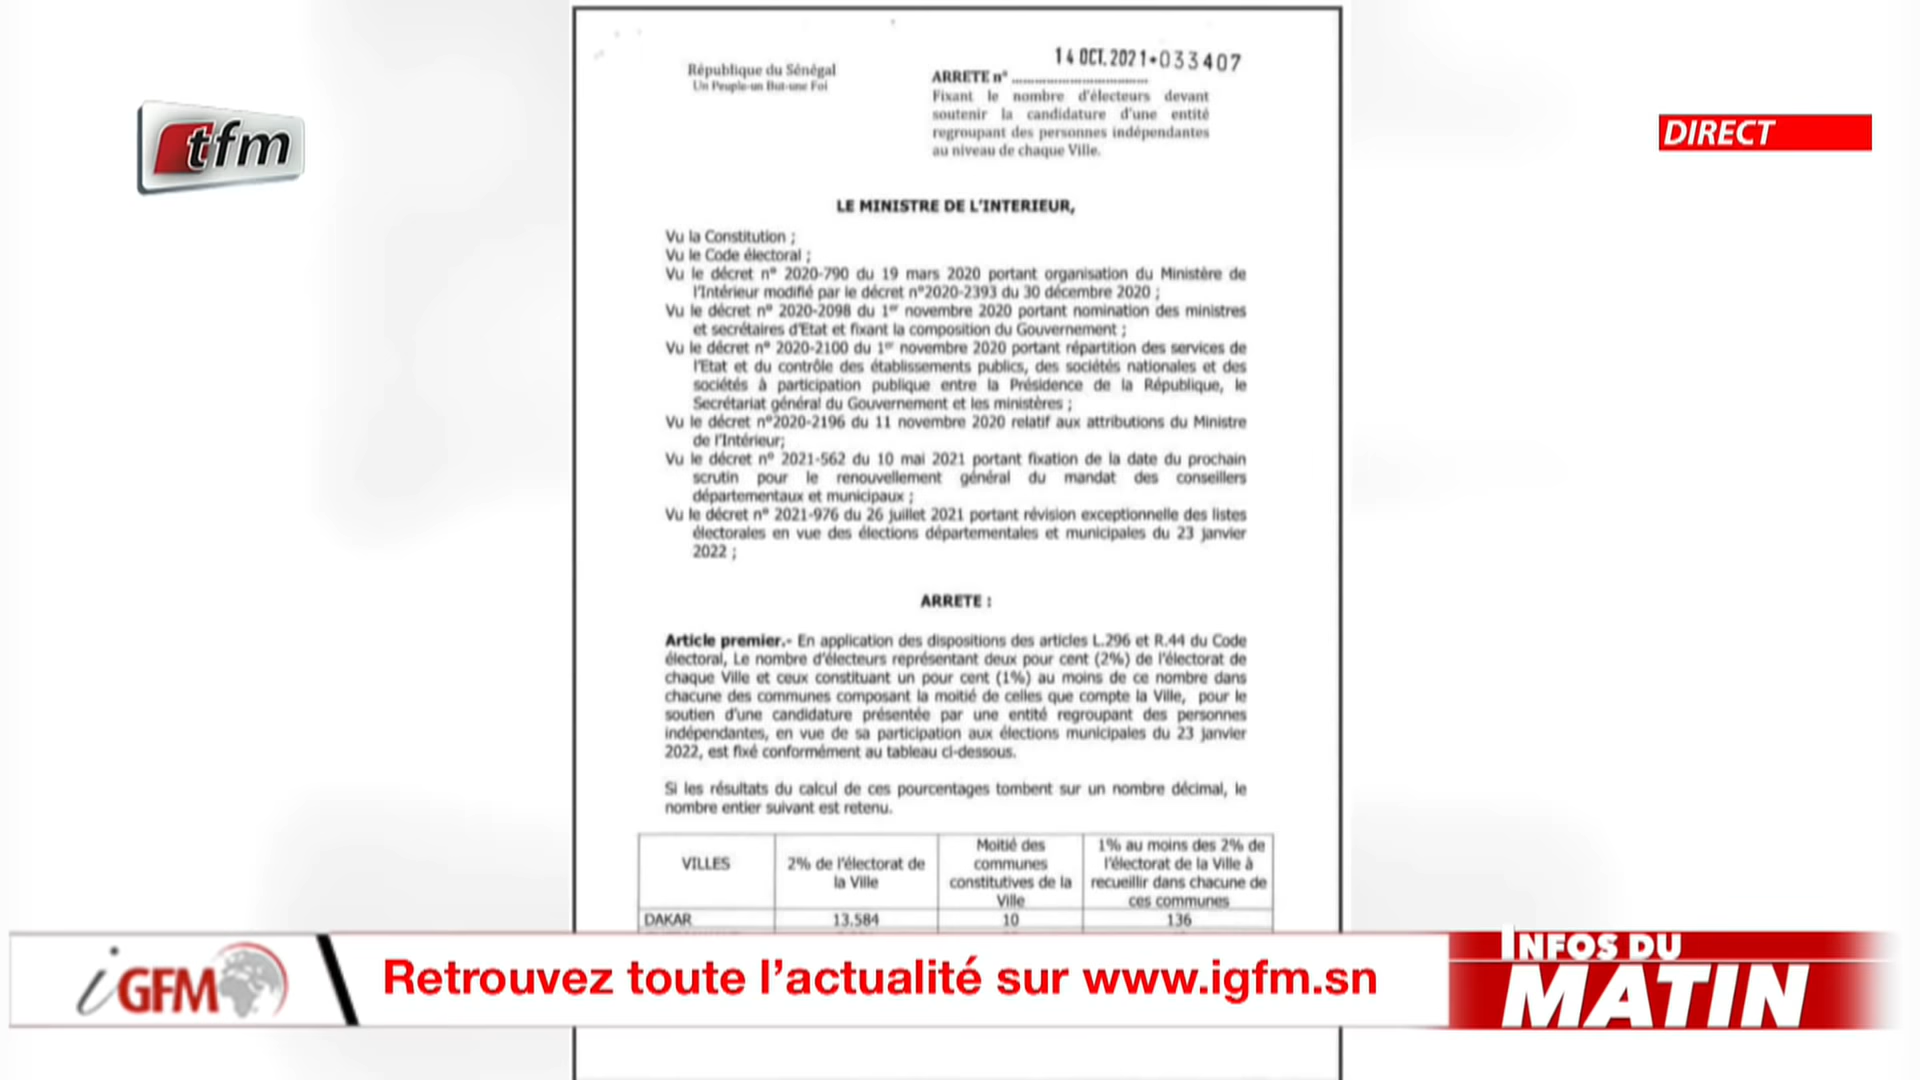 14 OCT. 2021*033407
République du Sénégal
Un Peuple-un But-une Foi
ARRETE n° ................................
Fixant le nombre d'électeurs devant
soutenir la candidature d'une entité
regroupant des personnes indépendantes
au niveau de chaque Ville.
tfm
DIRECT
LE MINISTRE DE L'INTERIEUR,
Vu la Constitution ;
Vu le Code électoral ;
Vu le décret n° 2020-790 du 19 mars 2020 portant organisation du Ministère de
l'Intérieur modifié par le décret n°2020-2393 du 30 décembre 2020 ;
Vu le décret n° 2020-2098 du 1er novembre 2020 portant nomination des ministres
et secrétaires d'Etat et fixant la composition du Gouvernement ;
Vu le décret n° 2020-2100 du 1er novembre 2020 portant répartition des services de
l'Etat et du contrôle des établissements publics, des sociétés nationales et des
sociétés à participation publique entre la Présidence de la République, le
Secrétariat général du Gouvernement et les ministères ;
Vu le décret n°2020-2196 du 11 novembre 2020 relatif aux attributions du Ministre
de l'Intérieur;
Vu le décret n° 2021-562 du 10 mai 2021 portant fixation de la date du prochain
scrutin pour le renouvellement général du mandat des conseillers
départementaux et municipaux ;
Vu le décret n° 2021-976 du 26 juillet 2021 portant révision exceptionnelle des listes
électorales en vue des élections départementales et municipales du 23 janvier
2022 ;
ARRETE :
Article premier.- En application des dispositions des articles L.296 et R.44 du Code
électoral, Le nombre d'électeurs représentant deux pour cent (2%) de l'électorat de
chaque Ville et ceux constituant un pour cent (1%) au moins de ce nombre dans
chacune des communes composant la moitié de celles que compte la Ville, pour le
soutien d'une candidature présentée par une entité regroupant des personnes
indépendantes, en vue de sa participation aux élections municipales du 23 janvier
2022, est fixé conformément au tableau ci-dessous.
Si les résultats du calcul de ces pourcentages tombent sur un nombre décimal, le
nombre entier suivant est retenu.
VILLES
2% de l'électorat de
la Ville
Moitié des
communes
constitutives de la
Ville
1% au moins des 2% de
l'électorat de la Ville à
recueillir dans chacune de
ces communes
DAKAR 13.584 10 136
iGFM
Retrouvez toute l'actualité sur www.igfm.sn
INFOS DU
MATIN